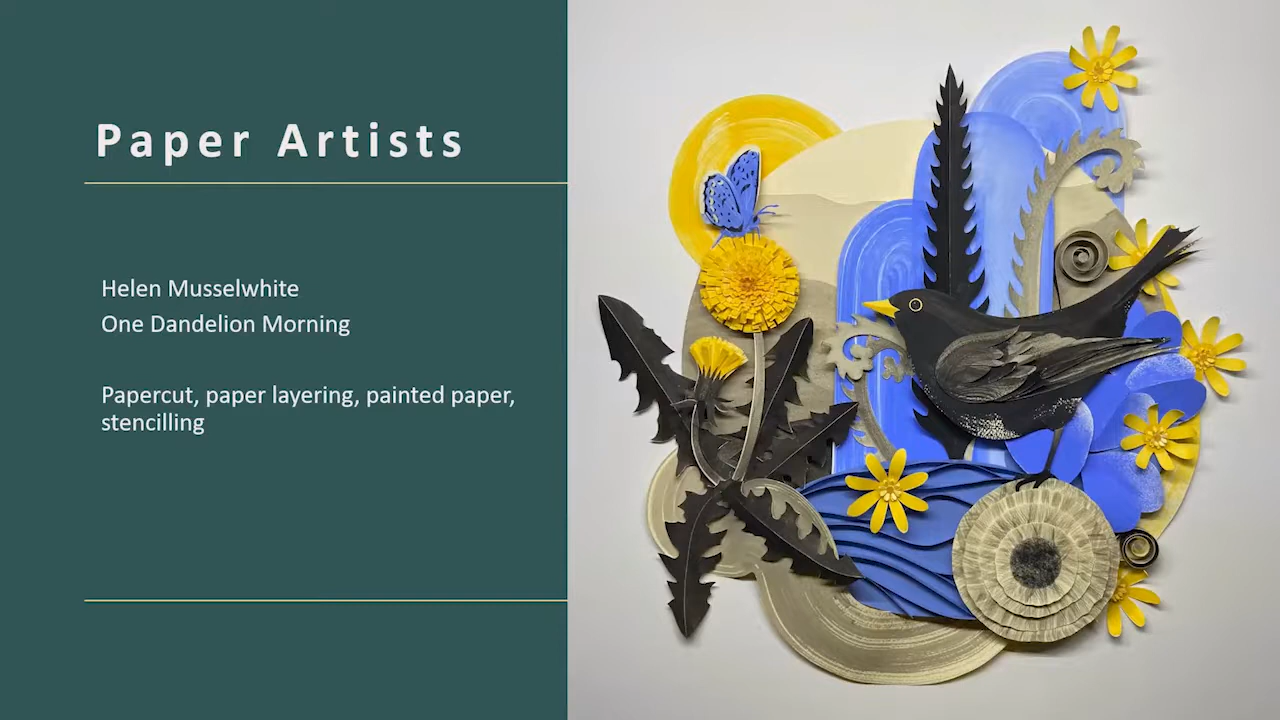 Paper Artists
Helen Musselwhite
One Dandelion Morning
Papercut, paper layering, painted paper,
stencilling